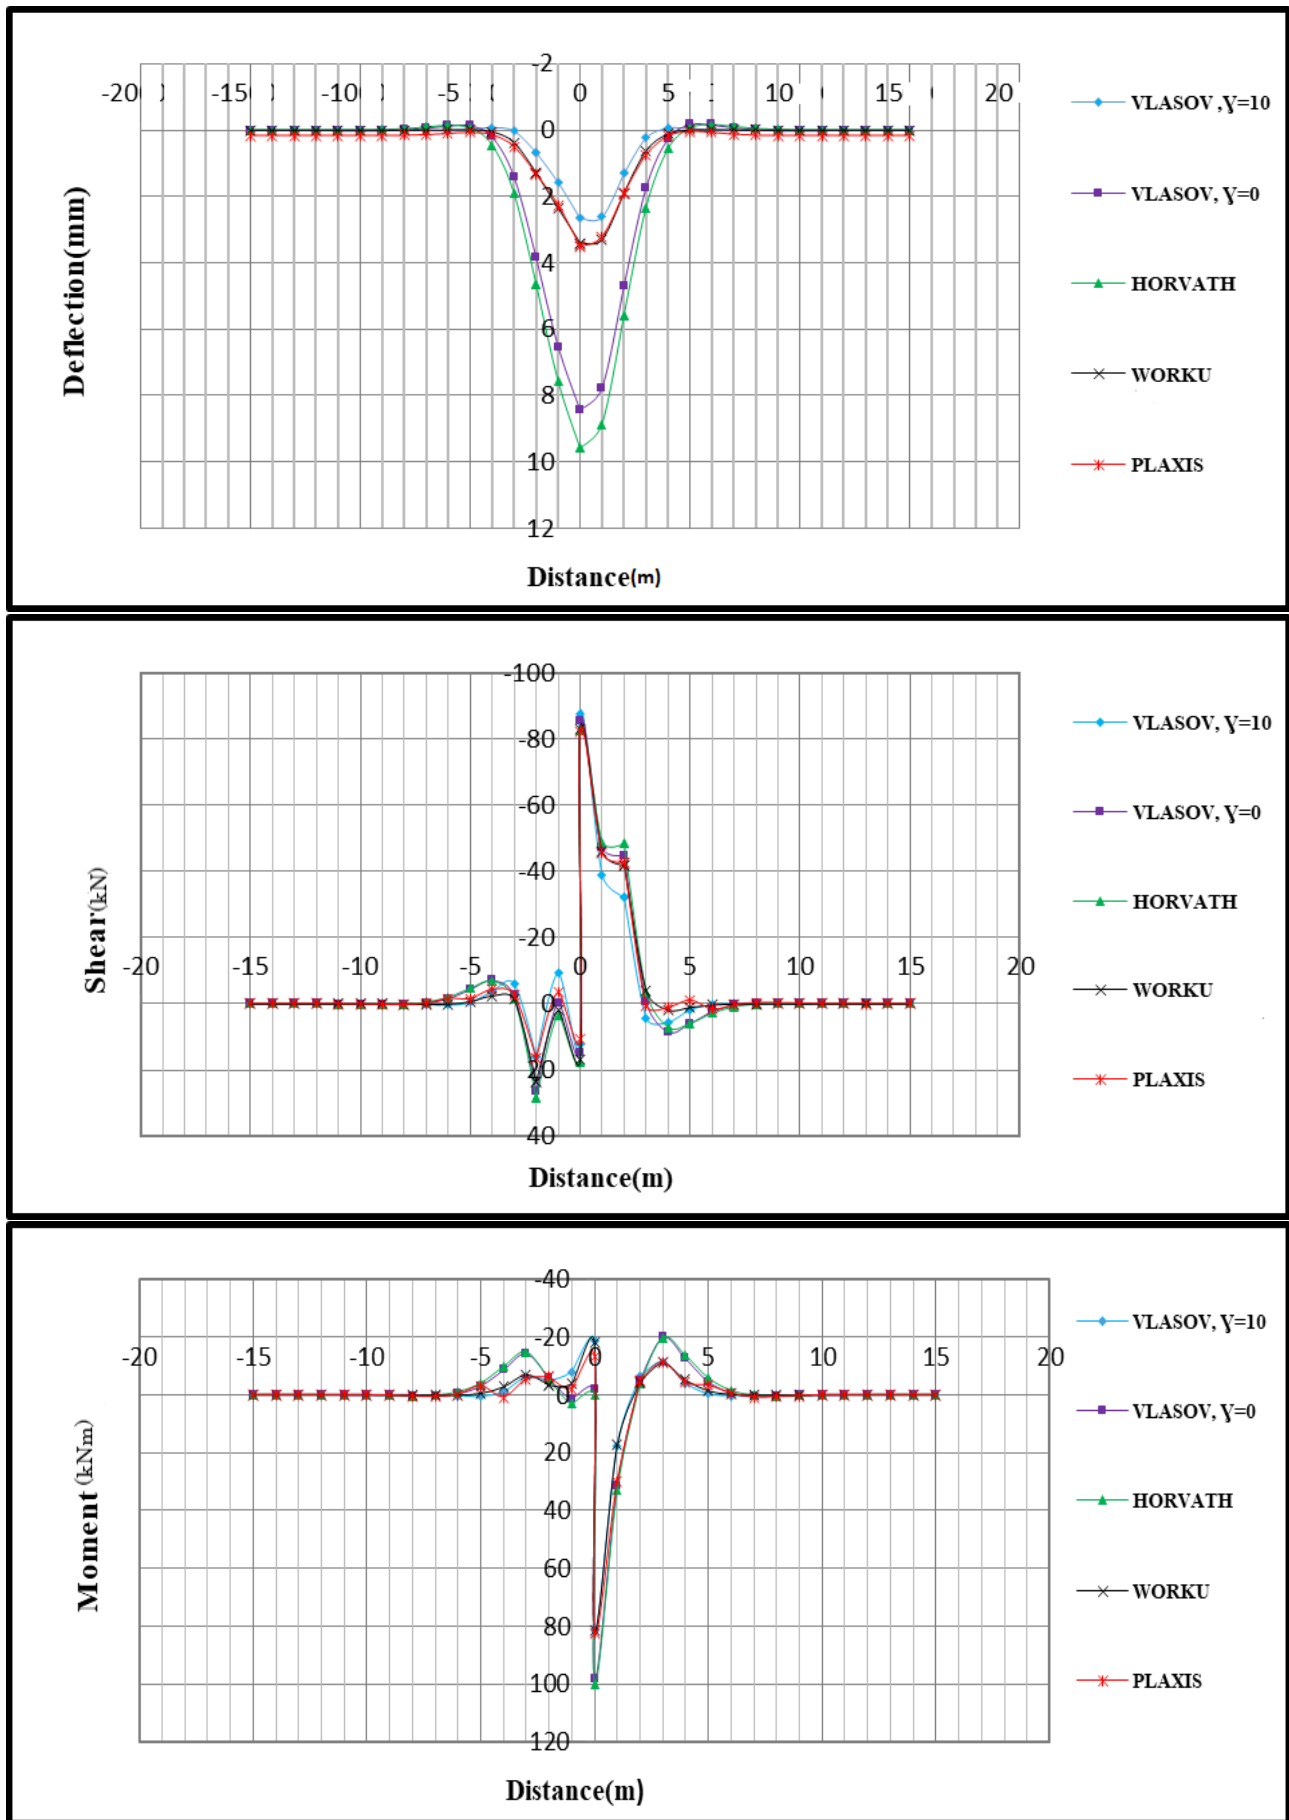 -2
-20 -15 -10 -5 0 5 10 15 20
0
2
4
6
8
10
12
Deflection(mm)
Distance(m)
VLASOV ,Ɣ=10
VLASOV, Ɣ=0
HORVATH
WORKU
PLAXIS
-100
-80
-60
-40
-20
-20 -15 -10 -5 0 5 10 15 20
0
20
40
Shear(kN)
Distance(m)
VLASOV, Ɣ=10
VLASOV, Ɣ=0
HORVATH
WORKU
PLAXIS
-40
-20
-20 -15 -10 -5 0 5 10 15 20
0
20
40
60
80
100
120
Moment (kNm)
Distance(m)
VLASOV, Ɣ=10
VLASOV, Ɣ=0
HORVATH
WORKU
PLAXIS